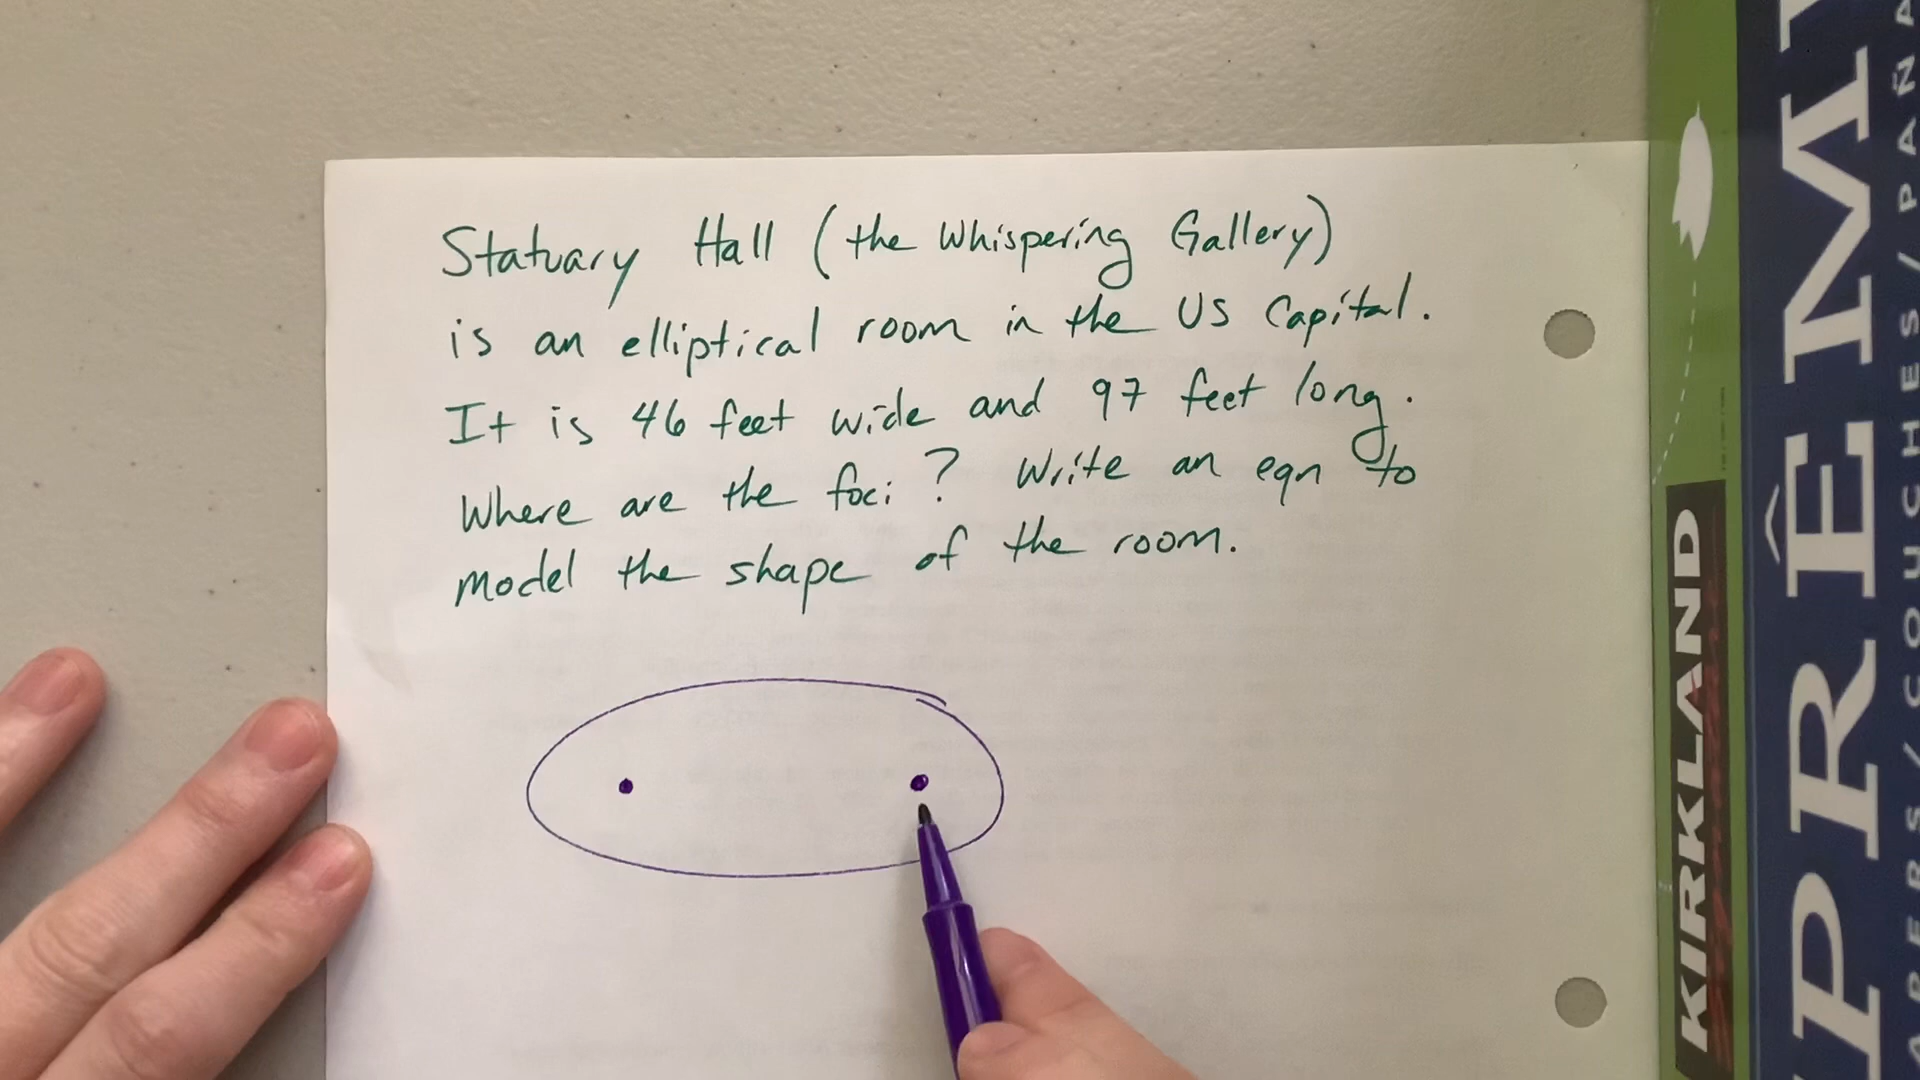 Statuary Hall (the Whispering Gallery)
is an elliptical room in the US Capital.
It is 46 feet wide and 97 feet long.
Where are the foci? Write an eqn to
model the shape of the room.
KIRKLAND